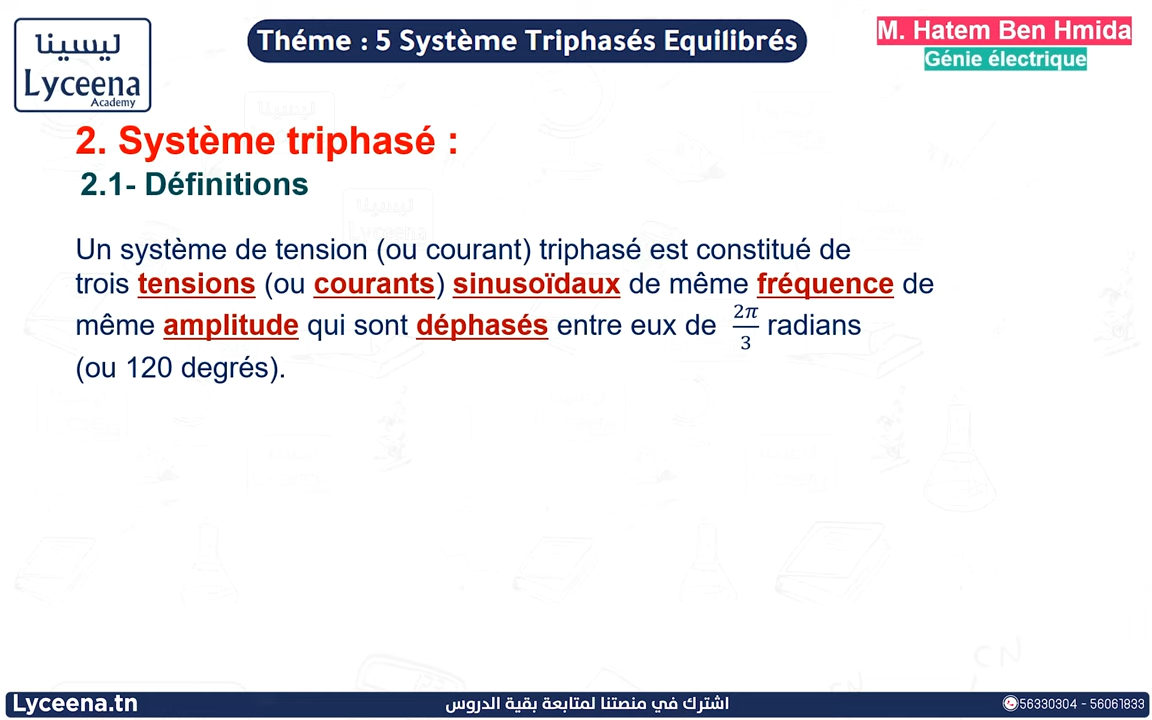 ليسينا
Lyceena
Academy
Théme : 5 Système Triphasés Equilibrés
M. Hatem Ben Hmida
Génie électrique
2. Système triphasé :
2.1- Définitions
Un système de tension (ou courant) triphasé est constitué de
trois tensions (ou courants) sinusoïdaux de même fréquence de
même amplitude qui sont déphasés entre eux de 2π/3 radians
(ou 120 degrés).
Lyceena.tn
اشترك في منصتنا لمتابعة بقية الدروس
56330304 - 56061833